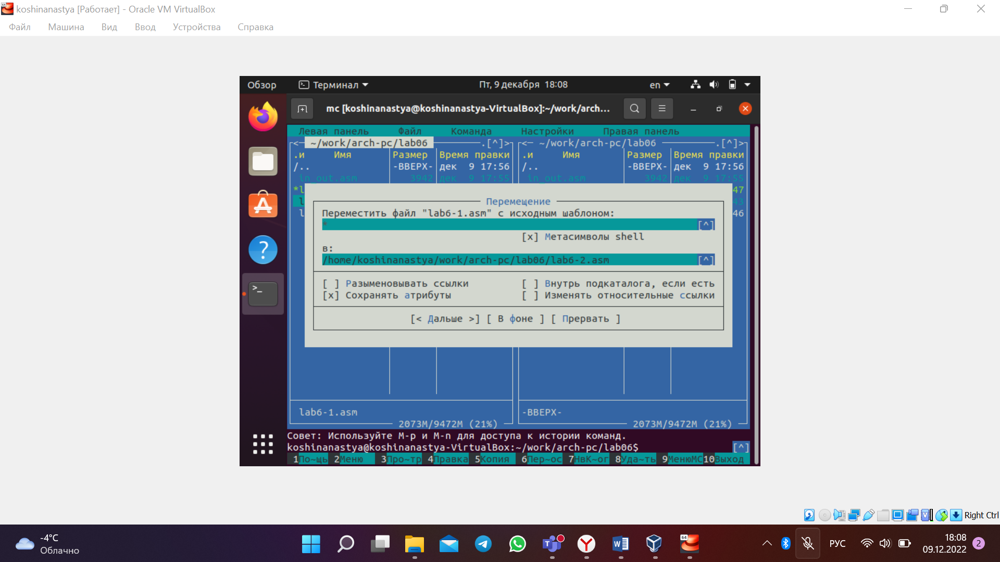 koshinanastya [Работает] - Oracle VM VirtualBox
Файл Машина Вид Ввод Устройства Справка
Обзор Терминал Пт, 9 декабря 18:08 en
mc [koshinanastya@koshinanastya-VirtualBox]:~/work/arch...
Левая панель Файл Команда Настройки Правая панель
<─ ~/work/arch-pc/lab06 ─.[^]>┐┌<─ ~/work/arch-pc/lab06 ─.[^]>┐
.и Имя Размер Время правки .и Имя Размер Время правки
/.. -ВВЕРХ- дек 9 17:56 /.. -ВВЕРХ- дек 9 17:56
in_out.asm 3942 дек 9 17:55 in_out.asm 3942 дек 9 17:55
*l 47
l 43
l 46
Перемещение
Переместить файл "lab6-1.asm" с исходным шаблоном:
* [^]
[x] Метасимволы shell
в:
/home/koshinanastya/work/arch-pc/lab06/lab6-2.asm [^]
[ ] Разыменовывать ссылки [ ] Внутрь подкаталога, если есть
[x] Сохранять атрибуты [ ] Изменять относительные ссылки
[< Дальше >] [ В фоне ] [ Прервать ]
lab6-1.asm -ВВЕРХ-
2073M/9472M (21%) 2073M/9472M (21%)
Совет: Используйте M-p и M-n для доступа к истории команд.
koshinanastya@koshinanastya-VirtualBox:~/work/arch-pc/lab06$ [^]
1По~щь 2Меню 3Про~тр 4Правка 5Копия 6Пер~ос 7НвК~ог 8Уда~ть 9МенюМС 10Выход
Right Ctrl
-4°C
Облачно
РУС
18:08
09.12.2022
2